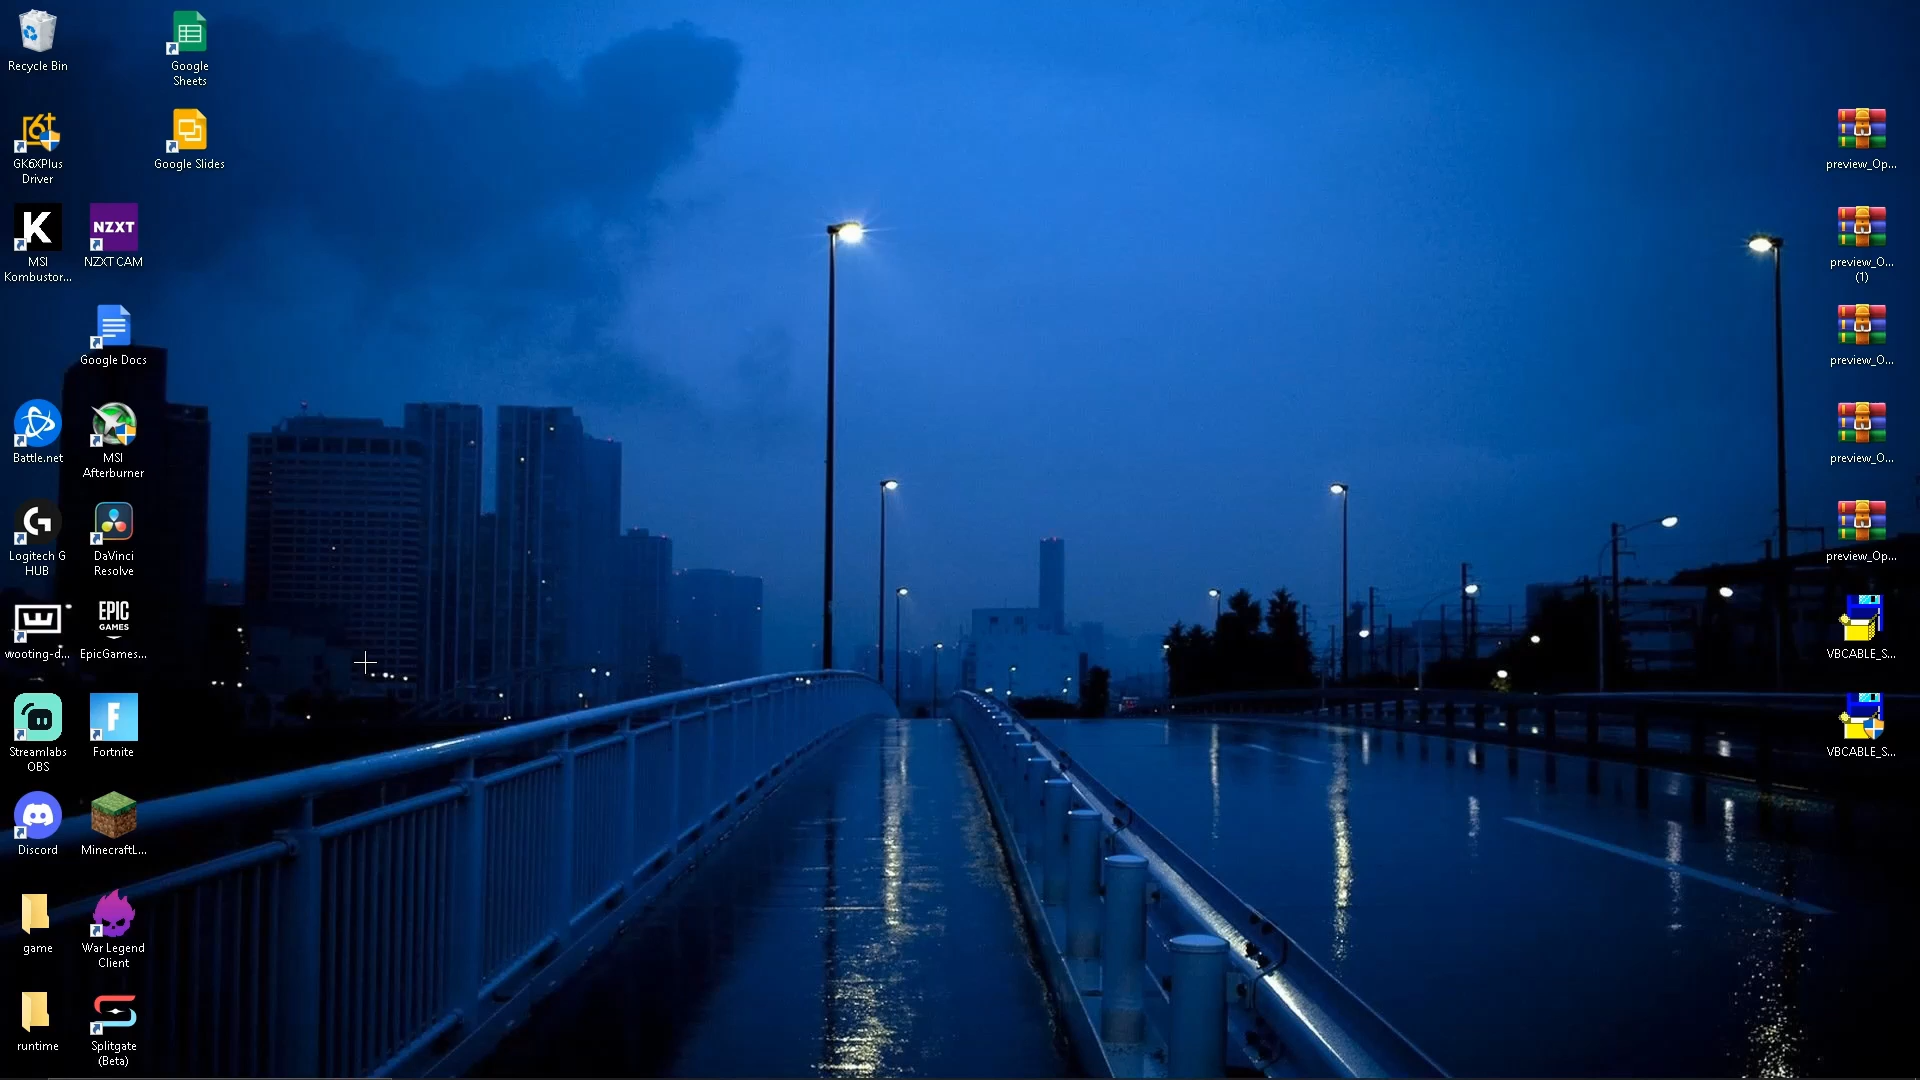 Recycle Bin
Google
Sheets
GK6XPlus
Driver
Google Slides
K
MSI
Kombustor...
NZXT
NZXT CAM
Google Docs
Battle.net
MSI
Afterburner
Logitech G
HUB
DaVinci
Resolve
wooting-d...
EPIC
GAMES
EpicGames...
Streamlabs
OBS
F
Fortnite
Discord
MinecraftL...
game
War Legend
Client
runtime
Splitgate
(Beta)
preview_Op...
preview_O...
(1)
preview_O...
preview_O...
preview_Op...
VBCABLE_S...
VBCABLE_S...